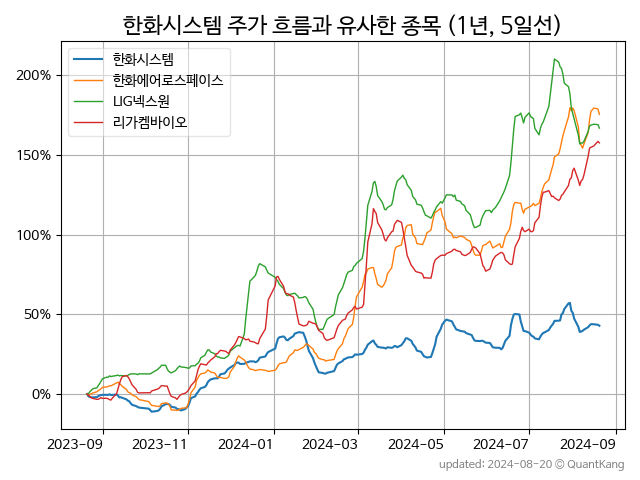 한화시스템 주가 흐름과 유사한 종목 (1년, 5일선)
한화시스템
한화에어로스페이스
LIG넥스원
리가켐바이오
200%
150%
100%
50%
0%
2023-09
2023-11
2024-01
2024-03
2024-05
2024-07
2024-09
updated: 2024-08-20 © QuantKang